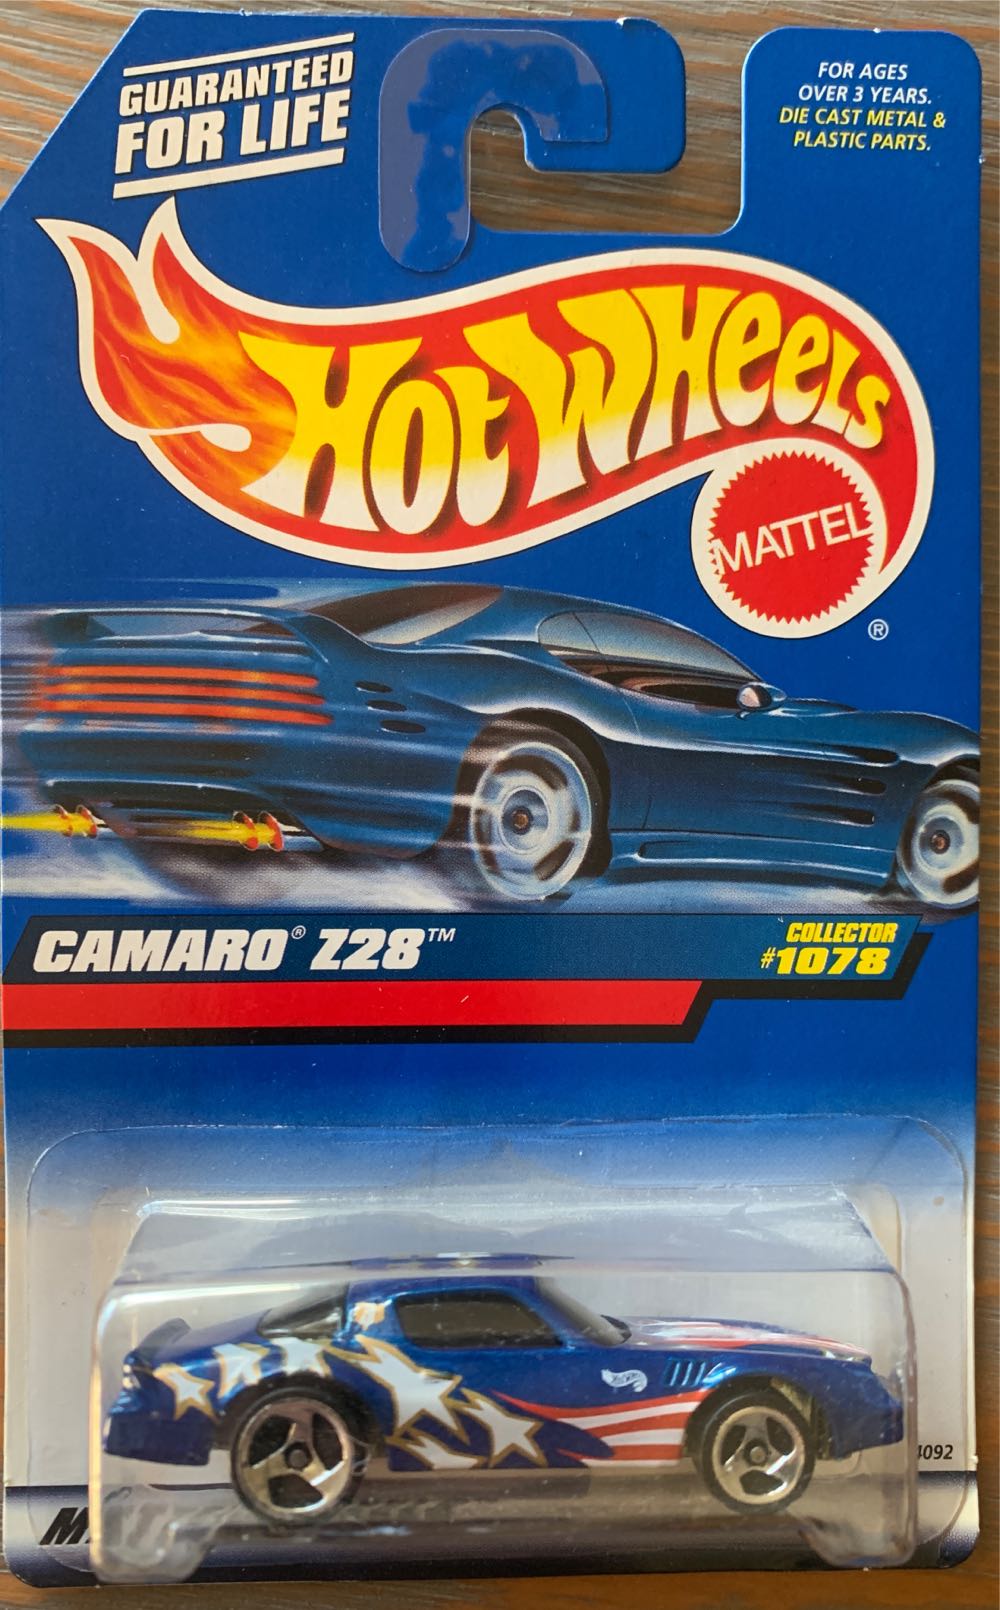 GUARANTEED
FOR LIFE
FOR AGES
OVER 3 YEARS.
DIE CAST METAL &
PLASTIC PARTS.
HOT WHEELS
MATTEL
®
CAMARO® Z28™
COLLECTOR
#1078
4092